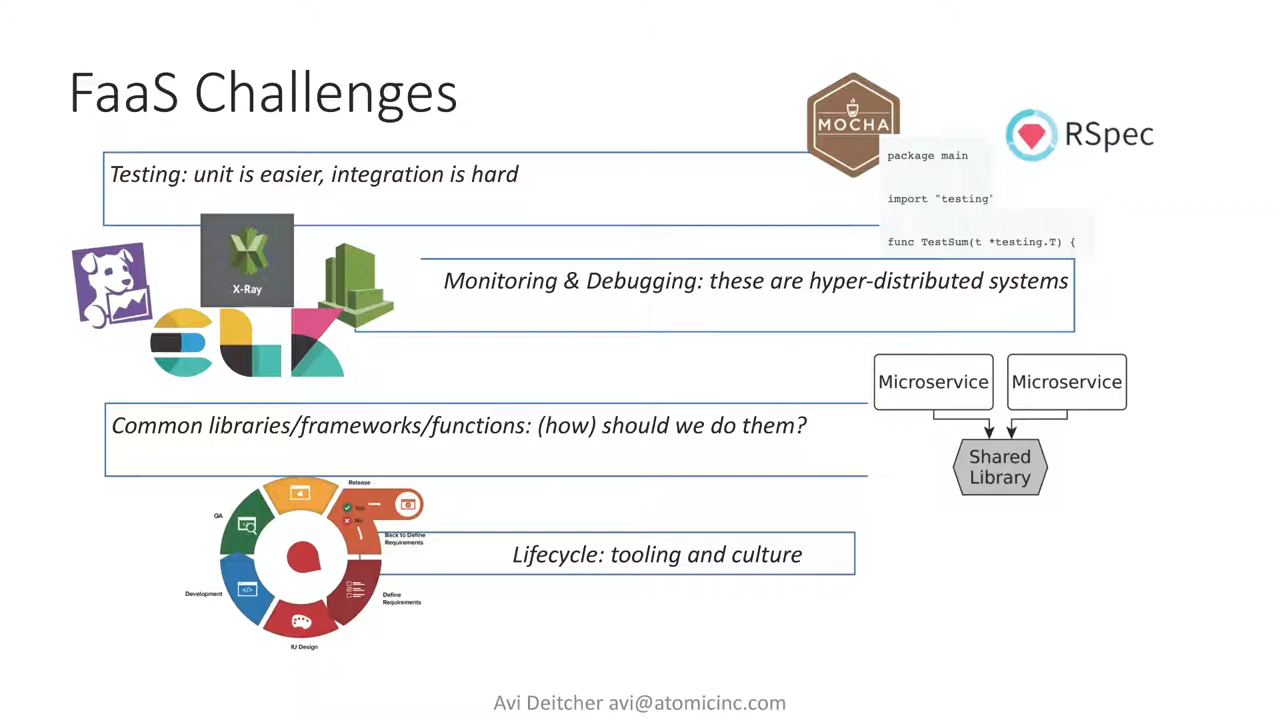 FaaS Challenges
MOCHA
RSpec
package main
Testing: unit is easier, integration is hard
import "testing"
func TestSum(t *testing.T) {
X-Ray
Monitoring & Debugging: these are hyper-distributed systems
Microservice
Microservice
Common libraries/frameworks/functions: (how) should we do them?
Shared
Library
Release
Yes
No
QA
Back to Define
Requirements
Lifecycle: tooling and culture
Development
Define
Requirements
IU Design
Avi Deitcher avi@atomicinc.com